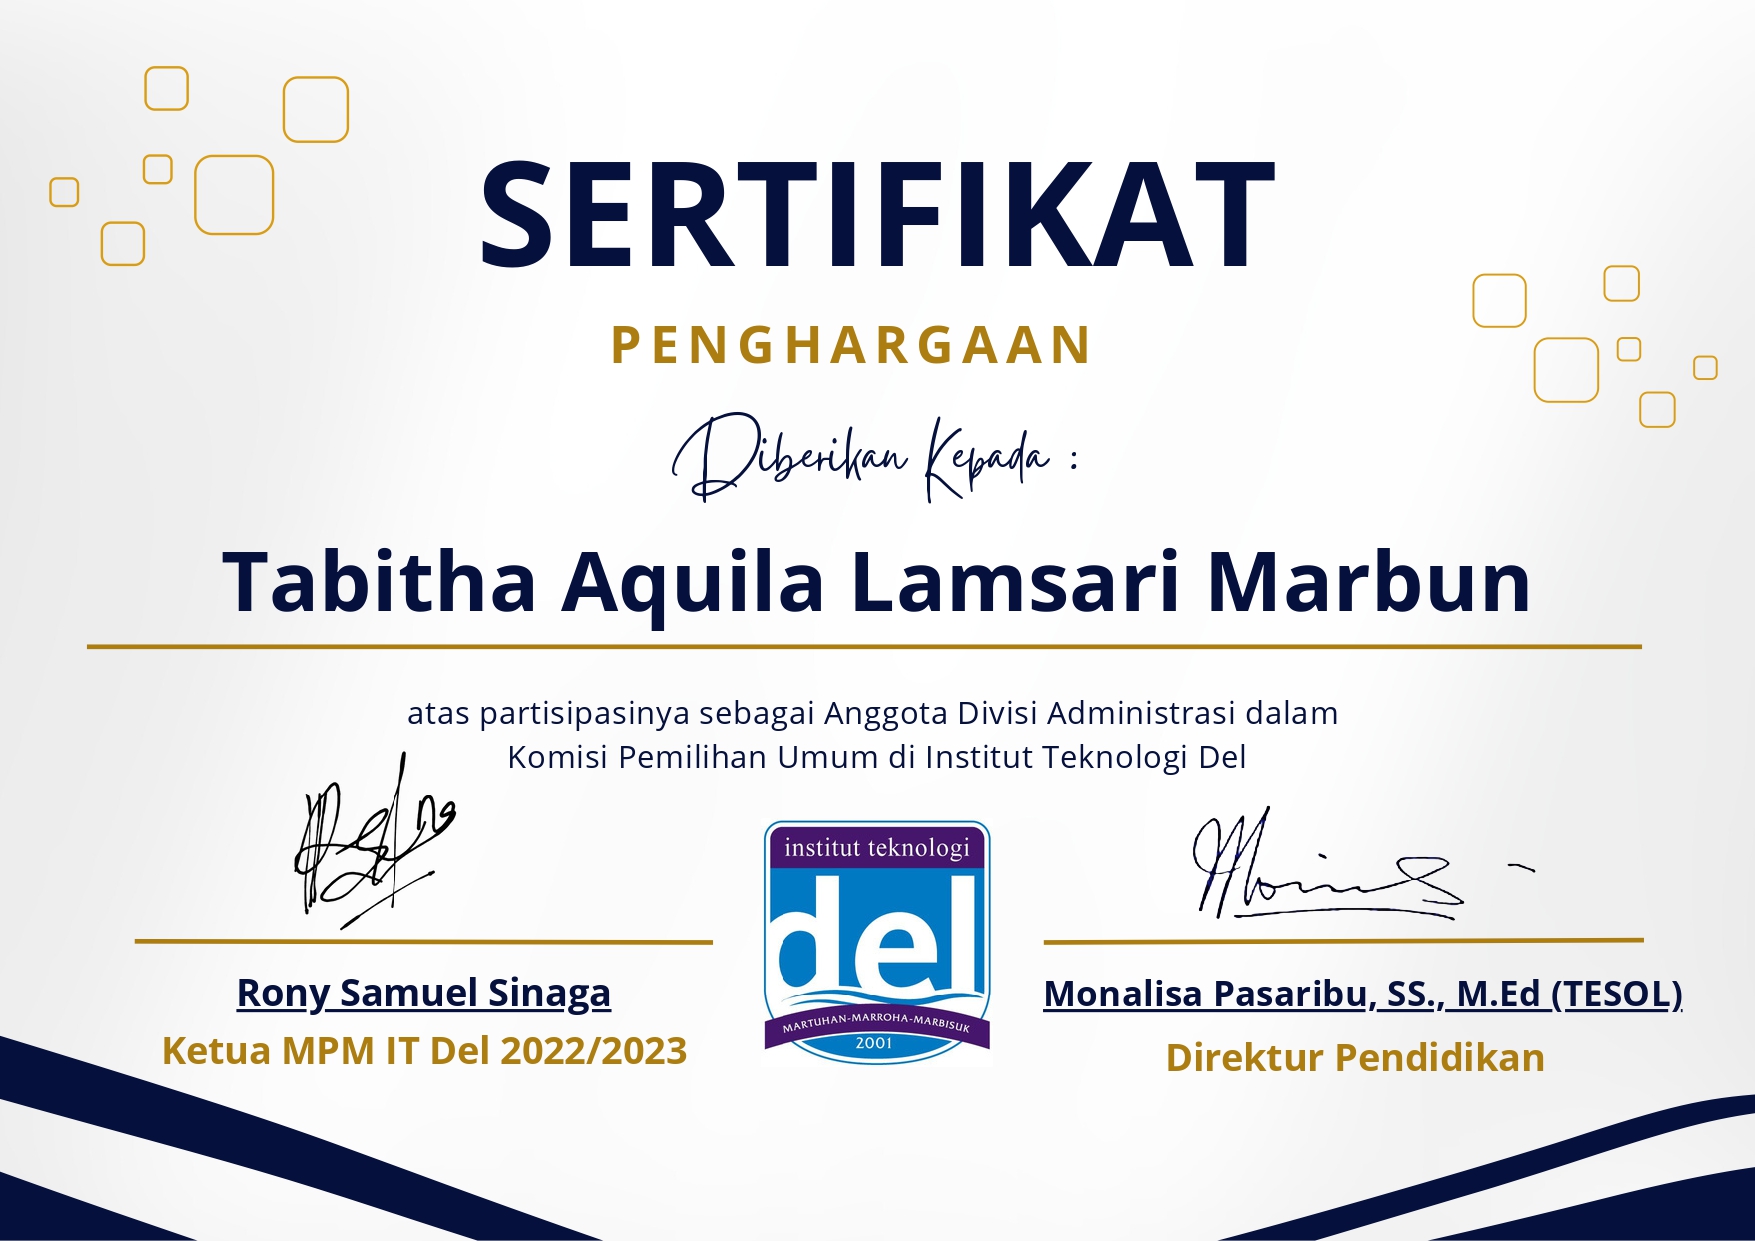 SERTIFIKAT
PENGHARGAAN
Diberikan Kepada :
Tabitha Aquila Lamsari Marbun
atas partisipasinya sebagai Anggota Divisi Administrasi dalam
Komisi Pemilihan Umum di Institut Teknologi Del
institut teknologi
del
MARTUHAN-MARROHA-MARBISUK
2001
Rony Samuel Sinaga
Ketua MPM IT Del 2022/2023
Monalisa Pasaribu, SS., M.Ed (TESOL)
Direktur Pendidikan